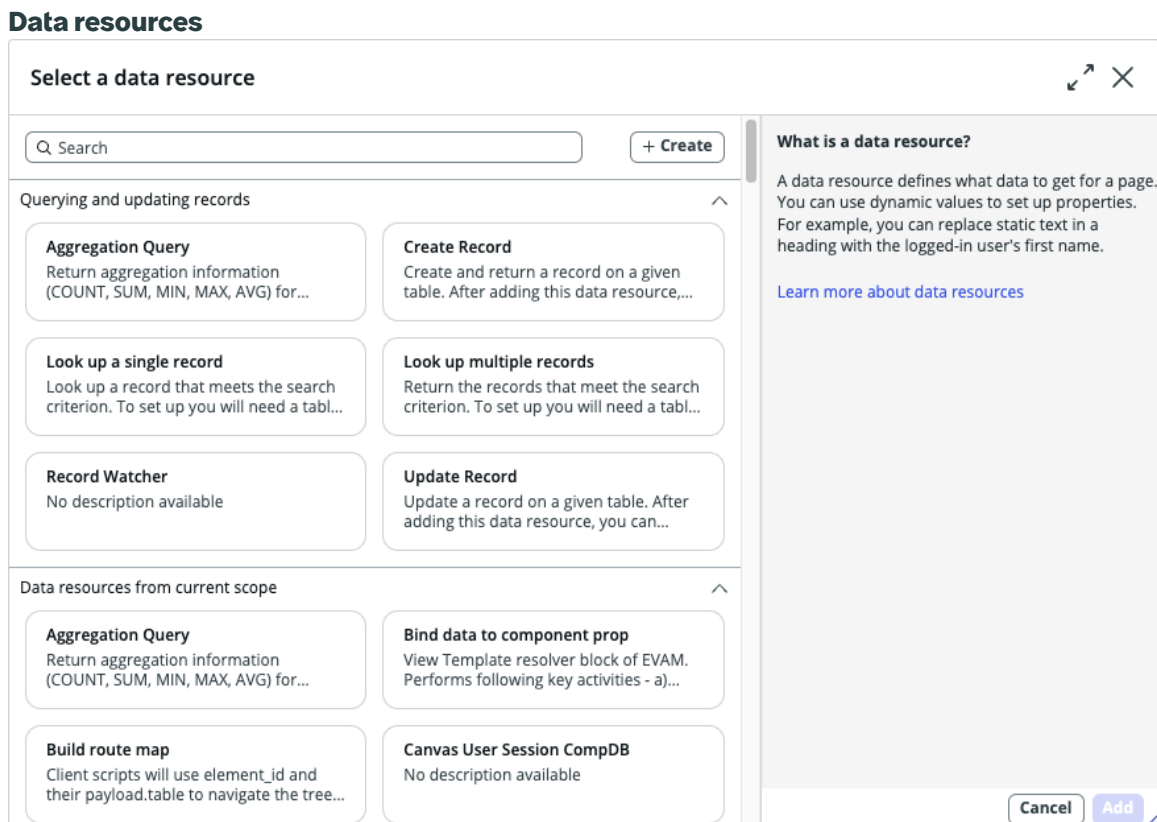 Data resources
Select a data resource
Search
+ Create
Querying and updating records
Aggregation Query
Return aggregation information
(COUNT, SUM, MIN, MAX, AVG) for...
Create Record
Create and return a record on a given
table. After adding this data resource,...
Look up a single record
Look up a record that meets the search
criterion. To set up you will need a tabl...
Look up multiple records
Return the records that meet the search
criterion. To set up you will need a tabl...
Record Watcher
No description available
Update Record
Update a record on a given table. After
adding this data resource, you can...
Data resources from current scope
Aggregation Query
Return aggregation information
(COUNT, SUM, MIN, MAX, AVG) for...
Bind data to component prop
View Template resolver block of EVAM.
Performs following key activities - a)...
Build route map
Client scripts will use element_id and
their payload.table to navigate the tree...
Canvas User Session CompDB
No description available
What is a data resource?
A data resource defines what data to get for a page.
You can use dynamic values to set up properties.
For example, you can replace static text in a
heading with the logged-in user's first name.
Learn more about data resources
Cancel
Add